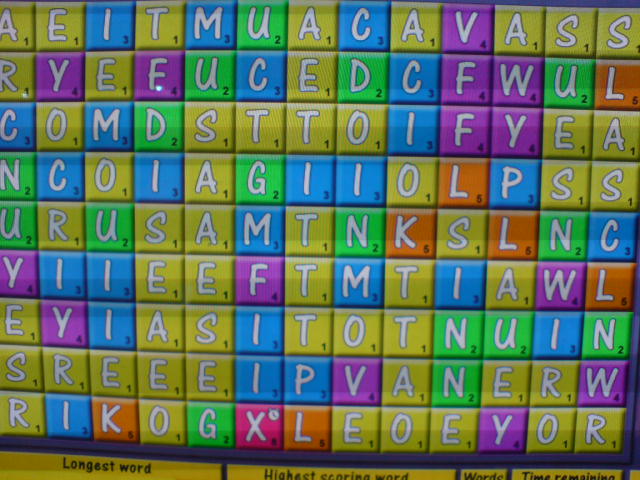 A E I T M U A C A V A S S
R Y E F U C E D C F W U L
C O M D S T T O I F Y E A
N C O I A G I I O L P S S
U R U S A M T N K S L N C
Y I I E E F T M T I A W L
E Y I A S I T O T N U I N
S R E E E I P V A N E R W
R I K O G X L E O E Y O R
Longest word Highest scoring word Words Time remaining